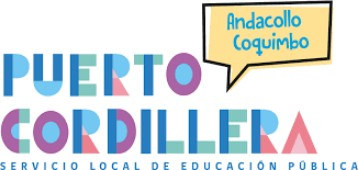 Andacollo
Coquimbo
PUERTO
CORDILLERA
SERVICIO LOCAL DE EDUCACIÓN PÚBLICA